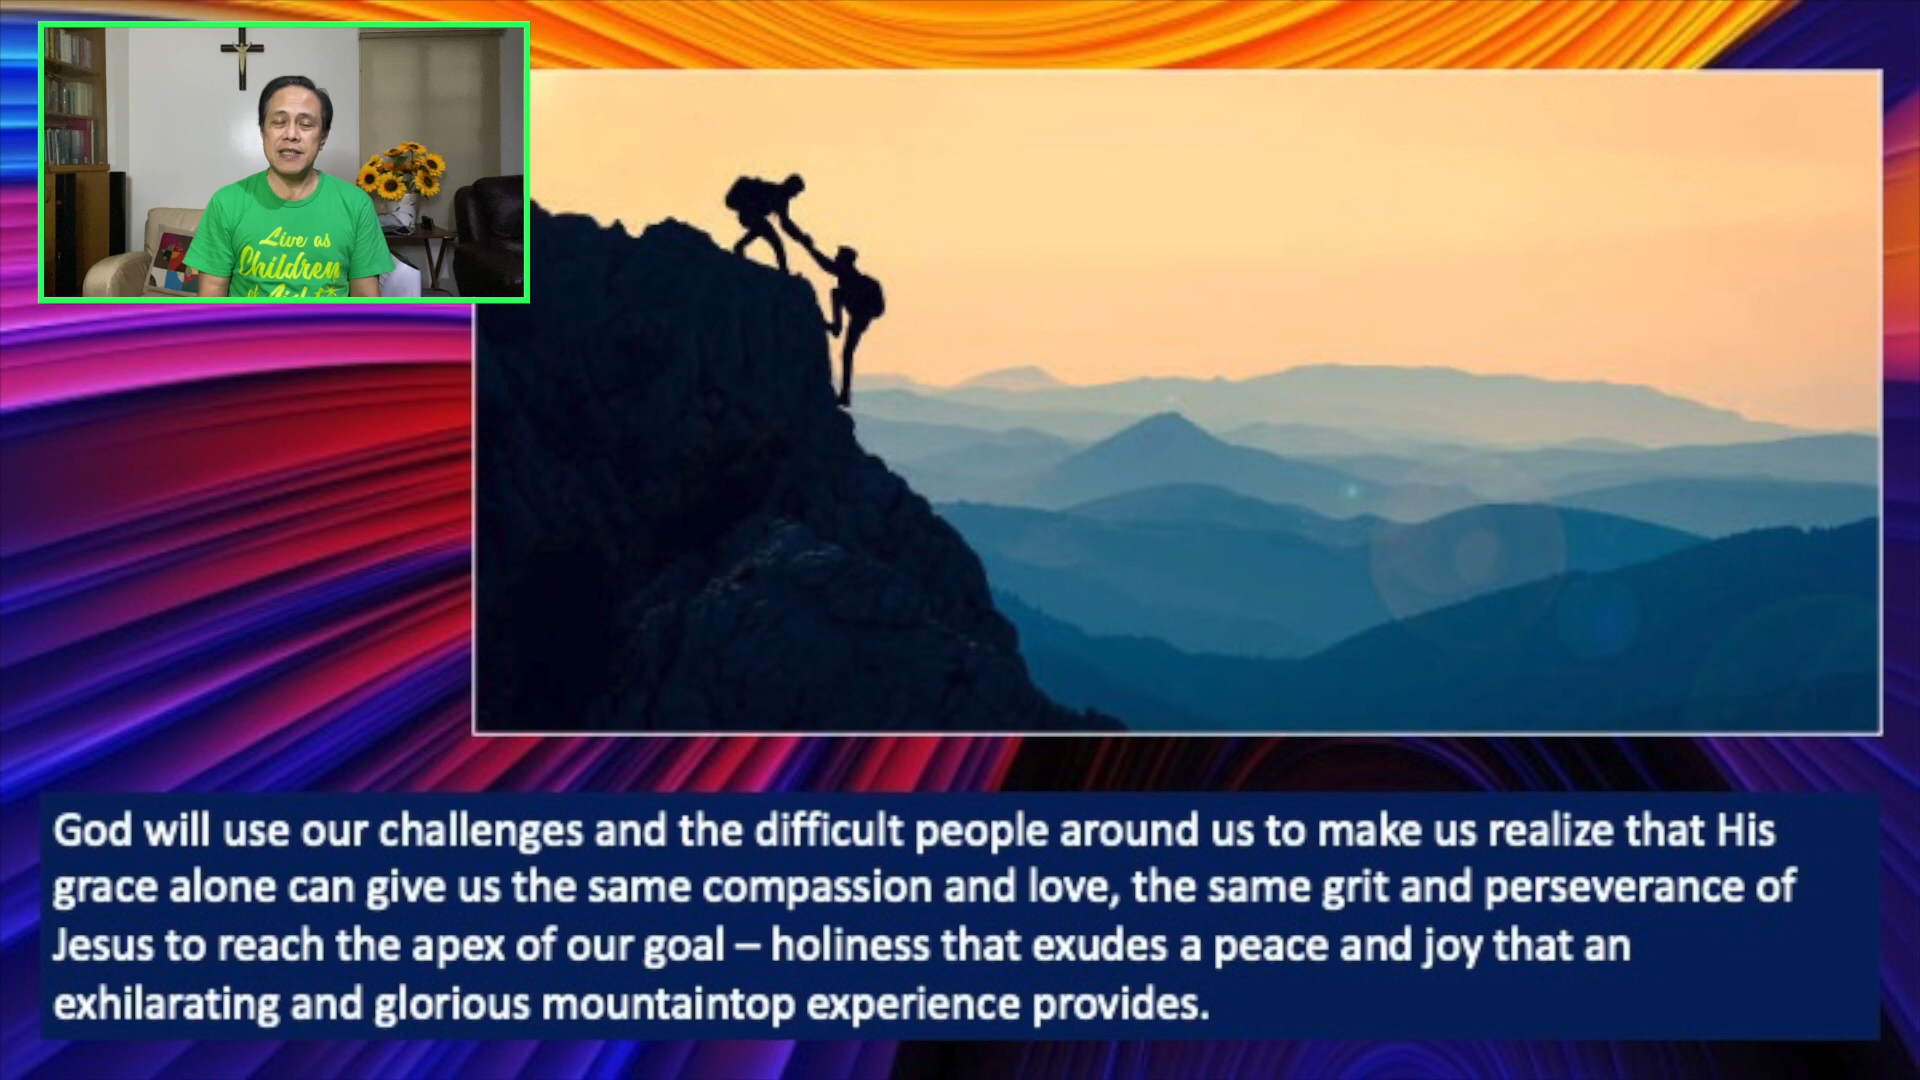 Live as
Children
of Light
God will use our challenges and the difficult people around us to make us realize that His
grace alone can give us the same compassion and love, the same grit and perseverance of
Jesus to reach the apex of our goal – holiness that exudes a peace and joy that an
exhilarating and glorious mountaintop experience provides.